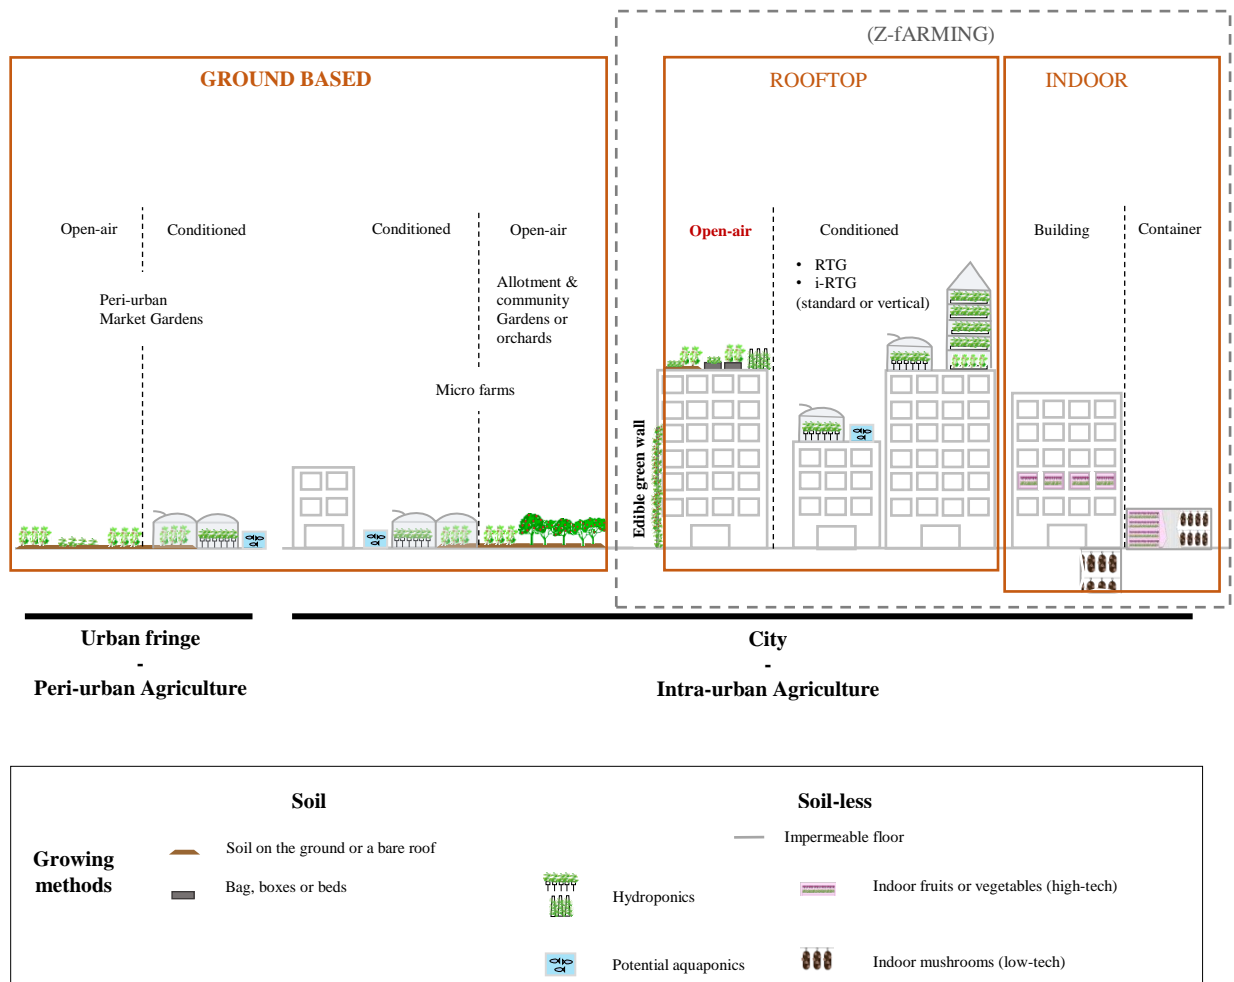 (Z-fARMING)
GROUND BASED
ROOFTOP
INDOOR
Open-air
Conditioned
Conditioned
Open-air
Open-air
Conditioned
Building
Container
Peri-urban
Market Gardens
Allotment &
community
Gardens or
orchards
Micro farms
• RTG
• i-RTG
(standard or vertical)
Edible green wall
Urban fringe
-
Peri-urban Agriculture
City
-
Intra-urban Agriculture
Growing
methods
Soil
Soil on the ground or a bare roof
Bag, boxes or beds
Soil-less
Impermeable floor
Hydroponics
Indoor fruits or vegetables (high-tech)
Potential aquaponics
Indoor mushrooms (low-tech)